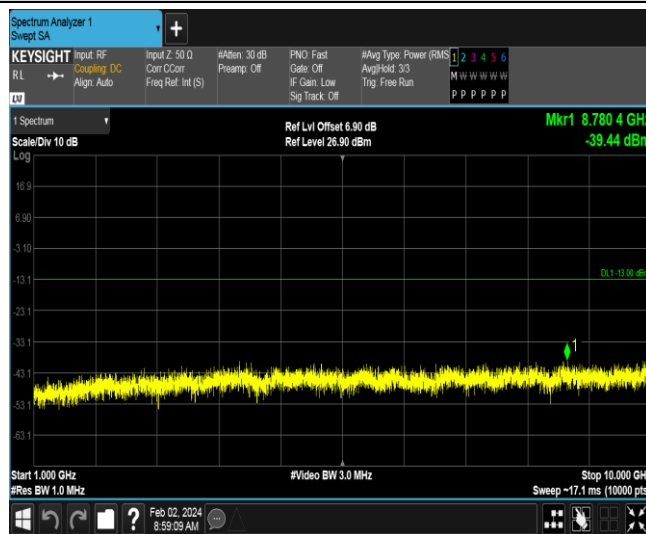 Spectrum Analyzer 1
Swept SA
KEYSIGHT
RL
LXI
Input: RF
Coupling: DC
Align: Auto
Input Z: 50 Ω
Corr CCorr
Freq Ref: Int (S)
#Atten: 30 dB
Preamp: Off
PNO: Fast
Gate: Off
IF Gain: Low
Sig Track: Off
#Avg Type: Power (RMS
Avg|Hold: 3/3
Trig: Free Run
1 2 3 4 5 6
M W W W W W
P P P P P P
1 Spectrum
Scale/Div 10 dB
Log
Ref Lvl Offset 6.90 dB
Ref Level 26.90 dBm
Mkr1 8.780 4 GHz
-39.44 dBm
16.9
6.90
-3.10
-13.1
DL1 -13.00 dBm
-23.1
-33.1
1
-43.1
-53.1
-63.1
Start 1.000 GHz
#Video BW 3.0 MHz
Stop 10.000 GHz
#Res BW 1.0 MHz
Sweep ~17.1 ms (10000 pts
?
Feb 02, 2024
8:59:09 AM